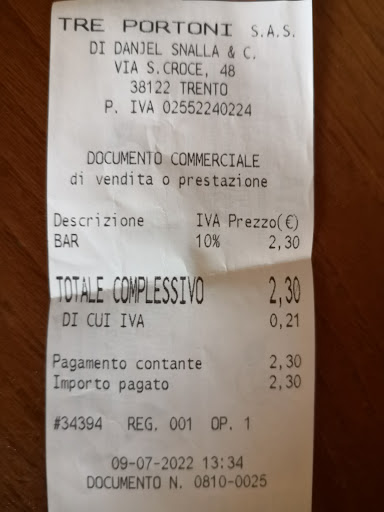 TRE PORTONI S.A.S.
DI DANJEL SNALLA & C.
VIA S.CROCE, 48
38122 TRENTO
P. IVA 02552240224
DOCUMENTO COMMERCIALE
di vendita o prestazione
Descrizione IVA Prezzo(€)
BAR 10% 2,30
TOTALE COMPLESSIVO 2,30
DI CUI IVA 0,21
Pagamento contante 2,30
Importo pagato 2,30
#34394 REG. 001 OP. 1
09-07-2022 13:34
DOCUMENTO N. 0810-0025